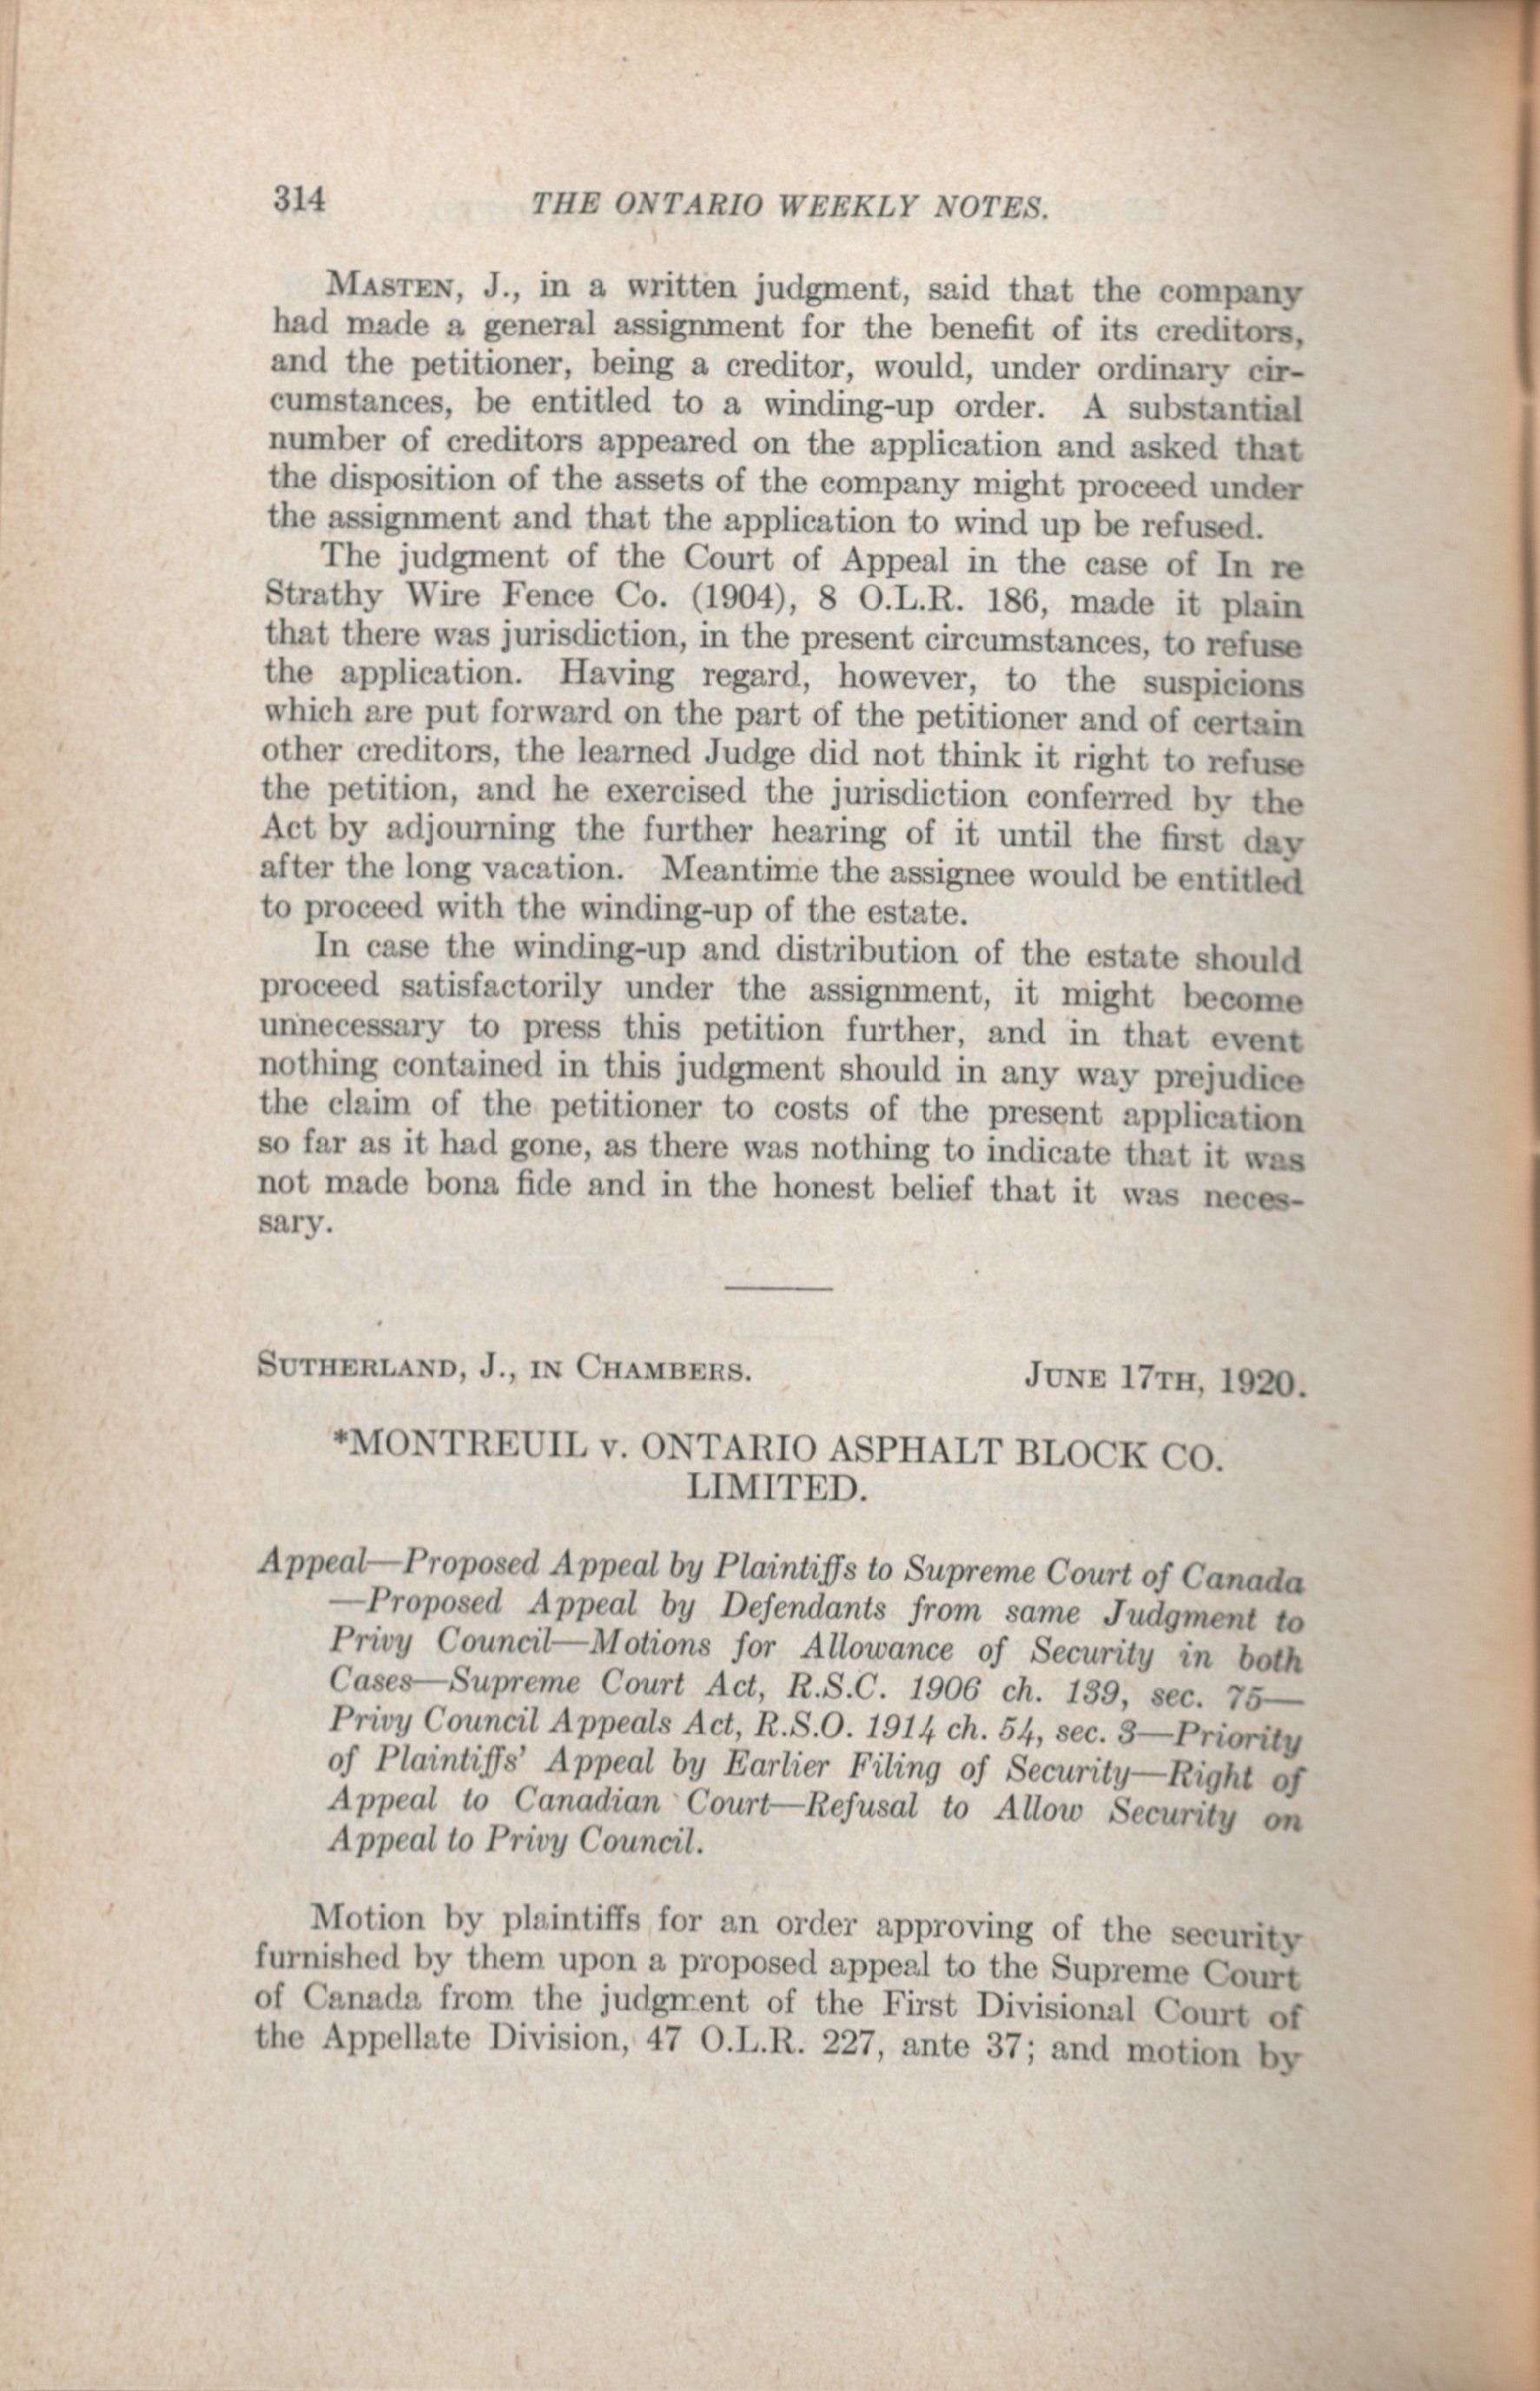 314 THE ONTARIO WEEKLY NOTES.
MASTEN, J., in a written judgment, said that the company
had made a general assignment for the benefit of its creditors,
and the petitioner, being a creditor, would, under ordinary cir-
cumstances, be entitled to a winding-up order. A substantial
number of creditors appeared on the application and asked that
the disposition of the assets of the company might proceed under
the assignment and that the application to wind up be refused.
The judgment of the Court of Appeal in the case of In re
Strathy Wire Fence Co. (1904), 8 O.L.R. 186, made it plain
that there was jurisdiction, in the present circumstances, to refuse
the application. Having regard, however, to the suspicions
which are put forward on the part of the petitioner and of certain
other creditors, the learned Judge did not think it right to refuse
the petition, and he exercised the jurisdiction conferred by the
Act by adjourning the further hearing of it until the first day
after the long vacation. Meantime the assignee would be entitled
to proceed with the winding-up of the estate.
In case the winding-up and distribution of the estate should
proceed satisfactorily under the assignment, it might become
unnecessary to press this petition further, and in that event
nothing contained in this judgment should in any way prejudice
the claim of the petitioner to costs of the present application
so far as it had gone, as there was nothing to indicate that it was
not made bona fide and in the honest belief that it was neces-
sary.
SUTHERLAND, J., IN CHAMBERS. JUNE 17TH, 1920.
*MONTREUIL v. ONTARIO ASPHALT BLOCK CO.
LIMITED.
Appeal—Proposed Appeal by Plaintiffs to Supreme Court of Canada
—Proposed Appeal by Defendants from same Judgment to
Privy Council—Motions for Allowance of Security in both
Cases—Supreme Court Act, R.S.C. 1906 ch. 139, sec. 75—
Privy Council Appeals Act, R.S.O. 1914 ch. 54, sec. 3—Priority
of Plaintiffs' Appeal by Earlier Filing of Security—Right of
Appeal to Canadian Court—Refusal to Allow Security on
Appeal to Privy Council.
Motion by plaintiffs for an order approving of the security
furnished by them upon a proposed appeal to the Supreme Court
of Canada from the judgment of the First Divisional Court of
the Appellate Division, 47 O.L.R. 227, ante 37; and motion by